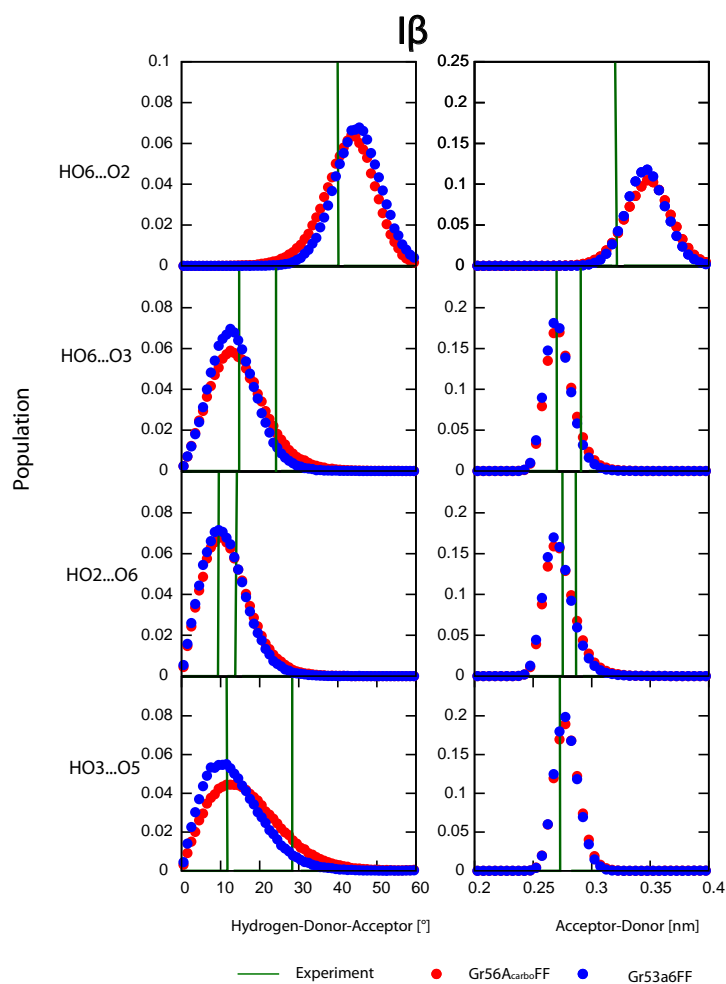 Iβ
0.1 0.25
0.08 0.2
HO6...O2 0.06 0.15
0.04 0.1
0.02 0.05
0 0
0.08 0.2
HO6...O3 0.06 0.15
0.04 0.1
0.02 0.05
0 0
Population
0.08 0.2
HO2...O6 0.06 0.15
0.04 0.1
0.02 0.05
0 0
0.08 0.2
HO3...O5 0.06 0.15
0.04 0.1
0.02 0.05
0 0
0 10 20 30 40 50 60 0.2 0.25 0.3 0.35 0.4
Hydrogen-Donor-Acceptor [°] Acceptor-Donor [nm]
Experiment Gr56AcarboFF Gr53a6FF